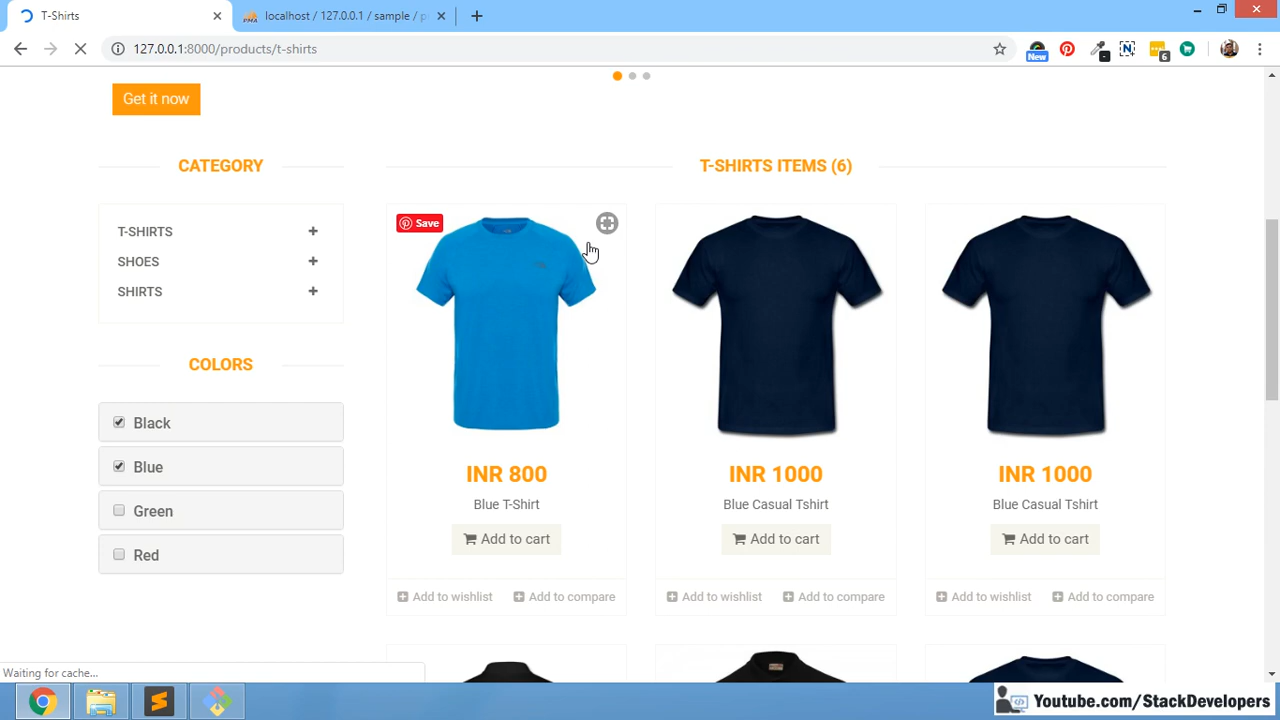 T-Shirts
localhost / 127.0.0.1 / sample / p
127.0.0.1:8000/products/t-shirts
New
6
Get it now
CATEGORY
T-SHIRTS
SHOES
SHIRTS
COLORS
Black
Blue
Green
Red
T-SHIRTS ITEMS (6)
Save
INR 800
Blue T-Shirt
Add to cart
Add to wishlist Add to compare
INR 1000
Blue Casual Tshirt
Add to cart
Add to wishlist Add to compare
INR 1000
Blue Casual Tshirt
Add to cart
Add to wishlist Add to compare
Waiting for cache...
Youtube.com/StackDevelopers